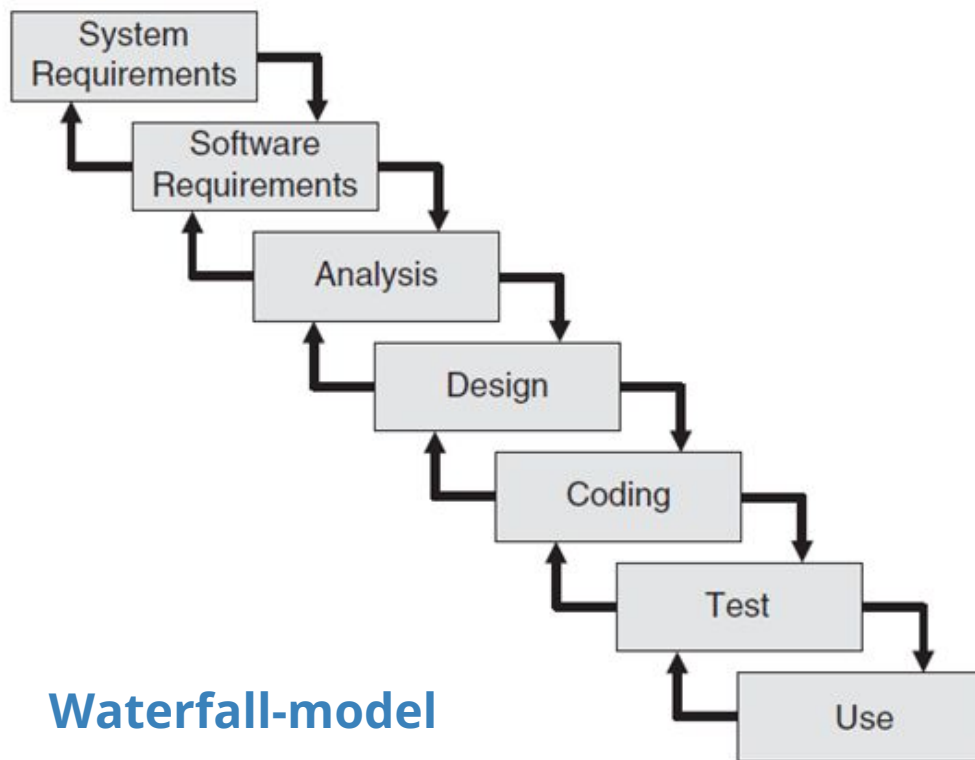 System
Requirements
Software
Requirements
Analysis
Design
Coding
Test
Use
Waterfall-model